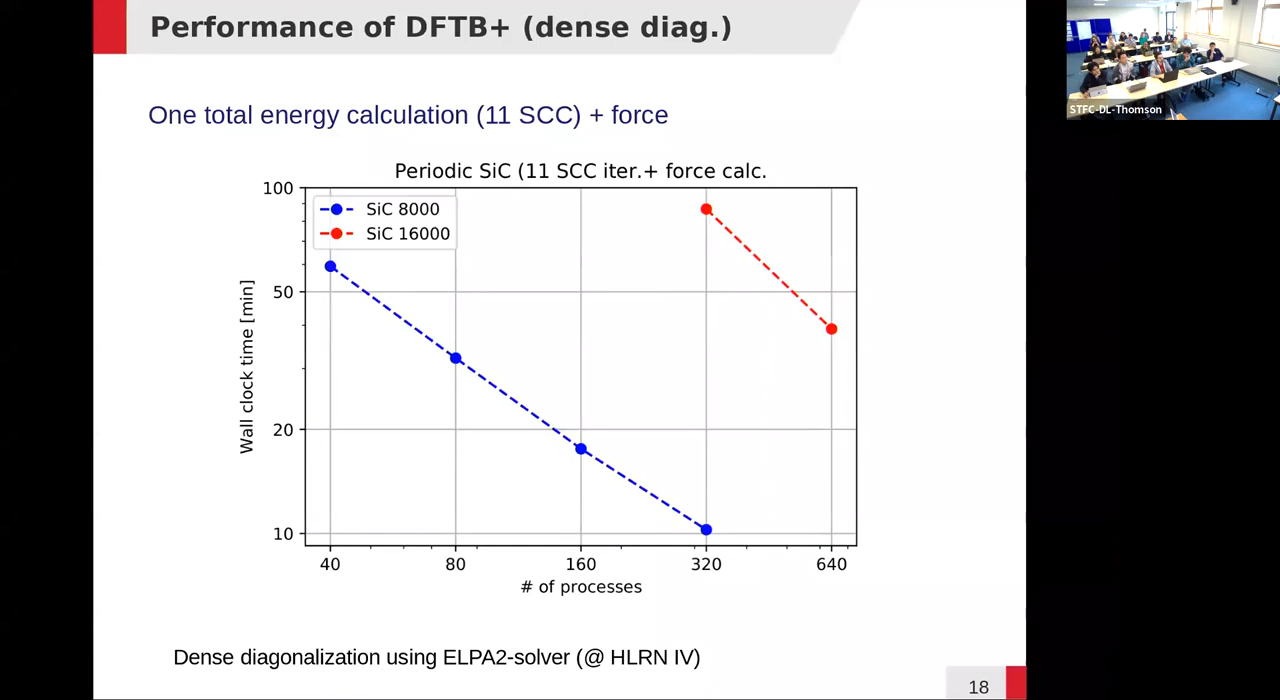 Performance of DFTB+ (dense diag.)
STFC-DL-Thomson
One total energy calculation (11 SCC) + force
Periodic SiC (11 SCC iter.+ force calc.
100
50
20
10
Wall clock time [min]
SiC 8000
SiC 16000
40 80 160 320 640
# of processes
Dense diagonalization using ELPA2-solver (@ HLRN IV)
18